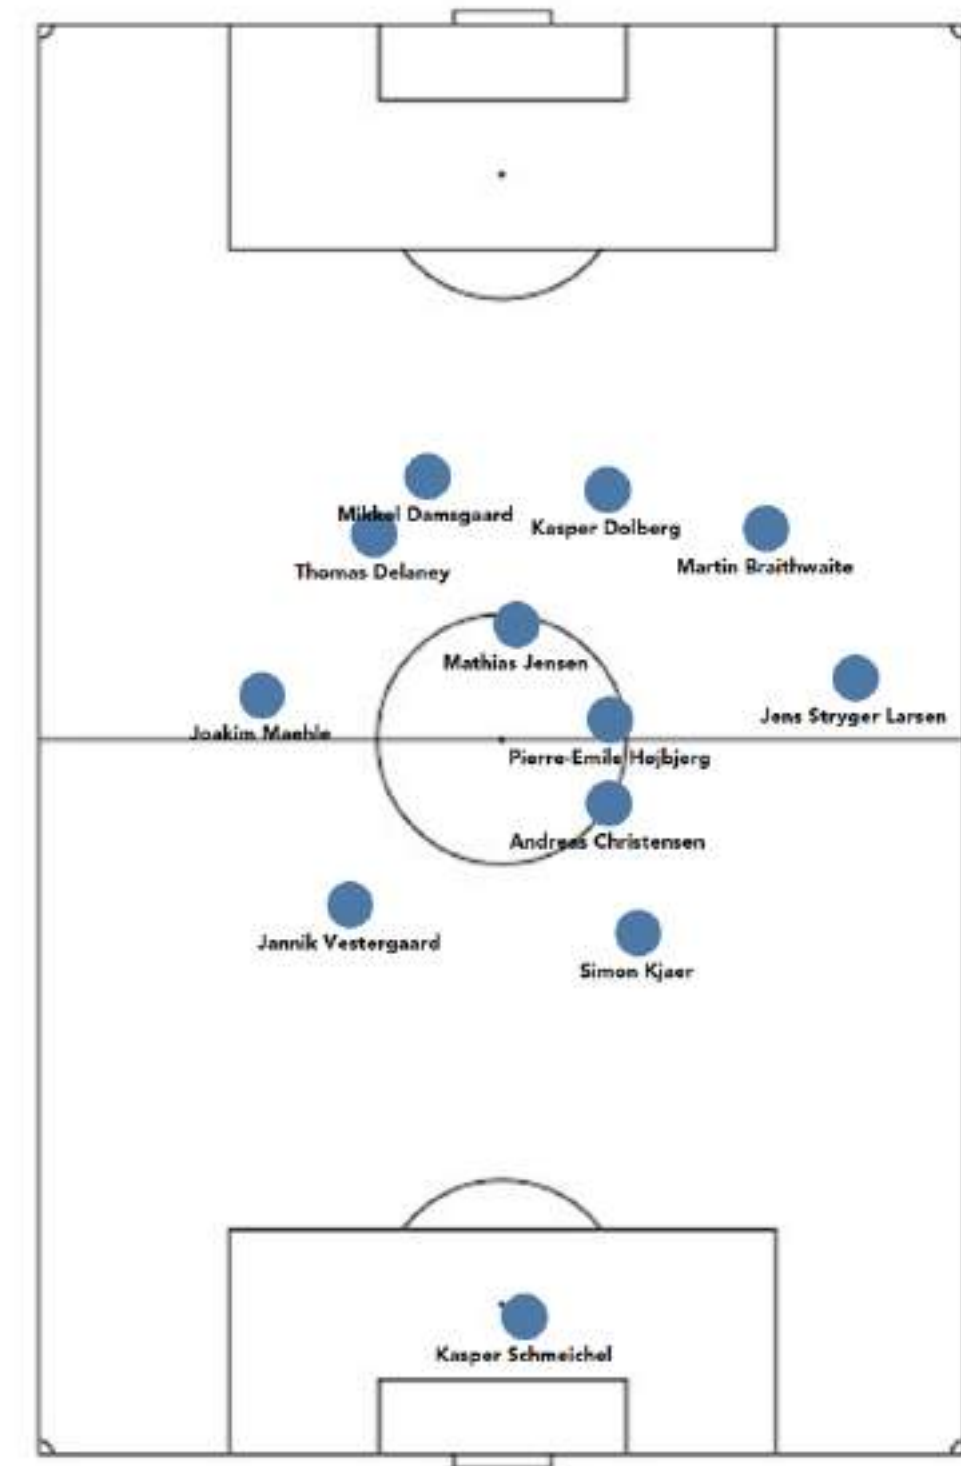 Mikkel Damsgaard
Kasper Dolberg
Martin Braithwaite
Thomas Delaney
Mathias Jensen
Jens Stryger Larsen
Joakim Maehle
Pierre-Emile Højbjerg
Andreas Christensen
Jannik Vestergaard
Simon Kjaer
Kasper Schmeichel